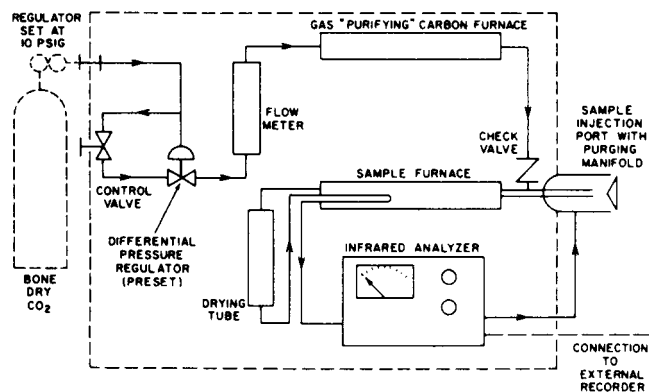 REGULATOR
SET AT
10 PSIG
GAS "PURIFYING" CARBON FURNACE
FLOW
METER
CHECK
VALVE
SAMPLE
INJECTION
PORT WITH
PURGING
MANIFOLD
CONTROL
VALVE
SAMPLE FURNACE
DIFFERENTIAL
PRESSURE
REGULATOR
(PRESET)
INFRARED ANALYZER
BONE
DRY
CO2
DRYING
TUBE
CONNECTION
TO
EXTERNAL
RECORDER